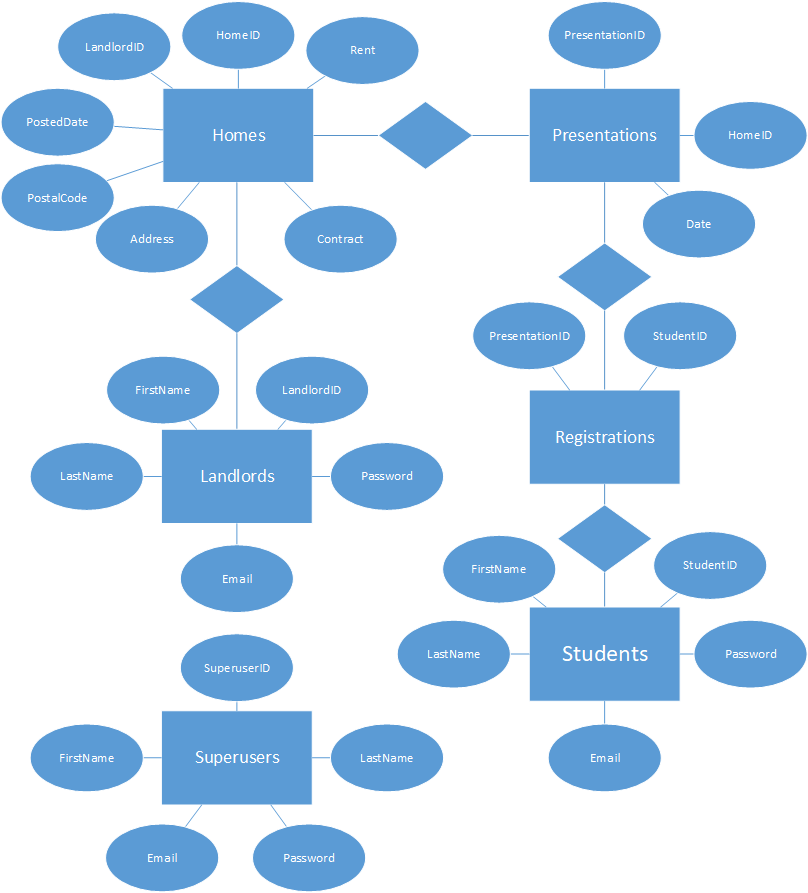 HomeID
PresentationID
LandlordID
Rent
PostedDate
Homes
Presentations
HomeID
PostalCode
Address
Contract
Date
PresentationID
StudentID
FirstName
LandlordID
Registrations
LastName
Landlords
Password
FirstName
StudentID
Email
LastName
Students
Password
SuperuserID
FirstName
Superusers
LastName
Email
Email
Password